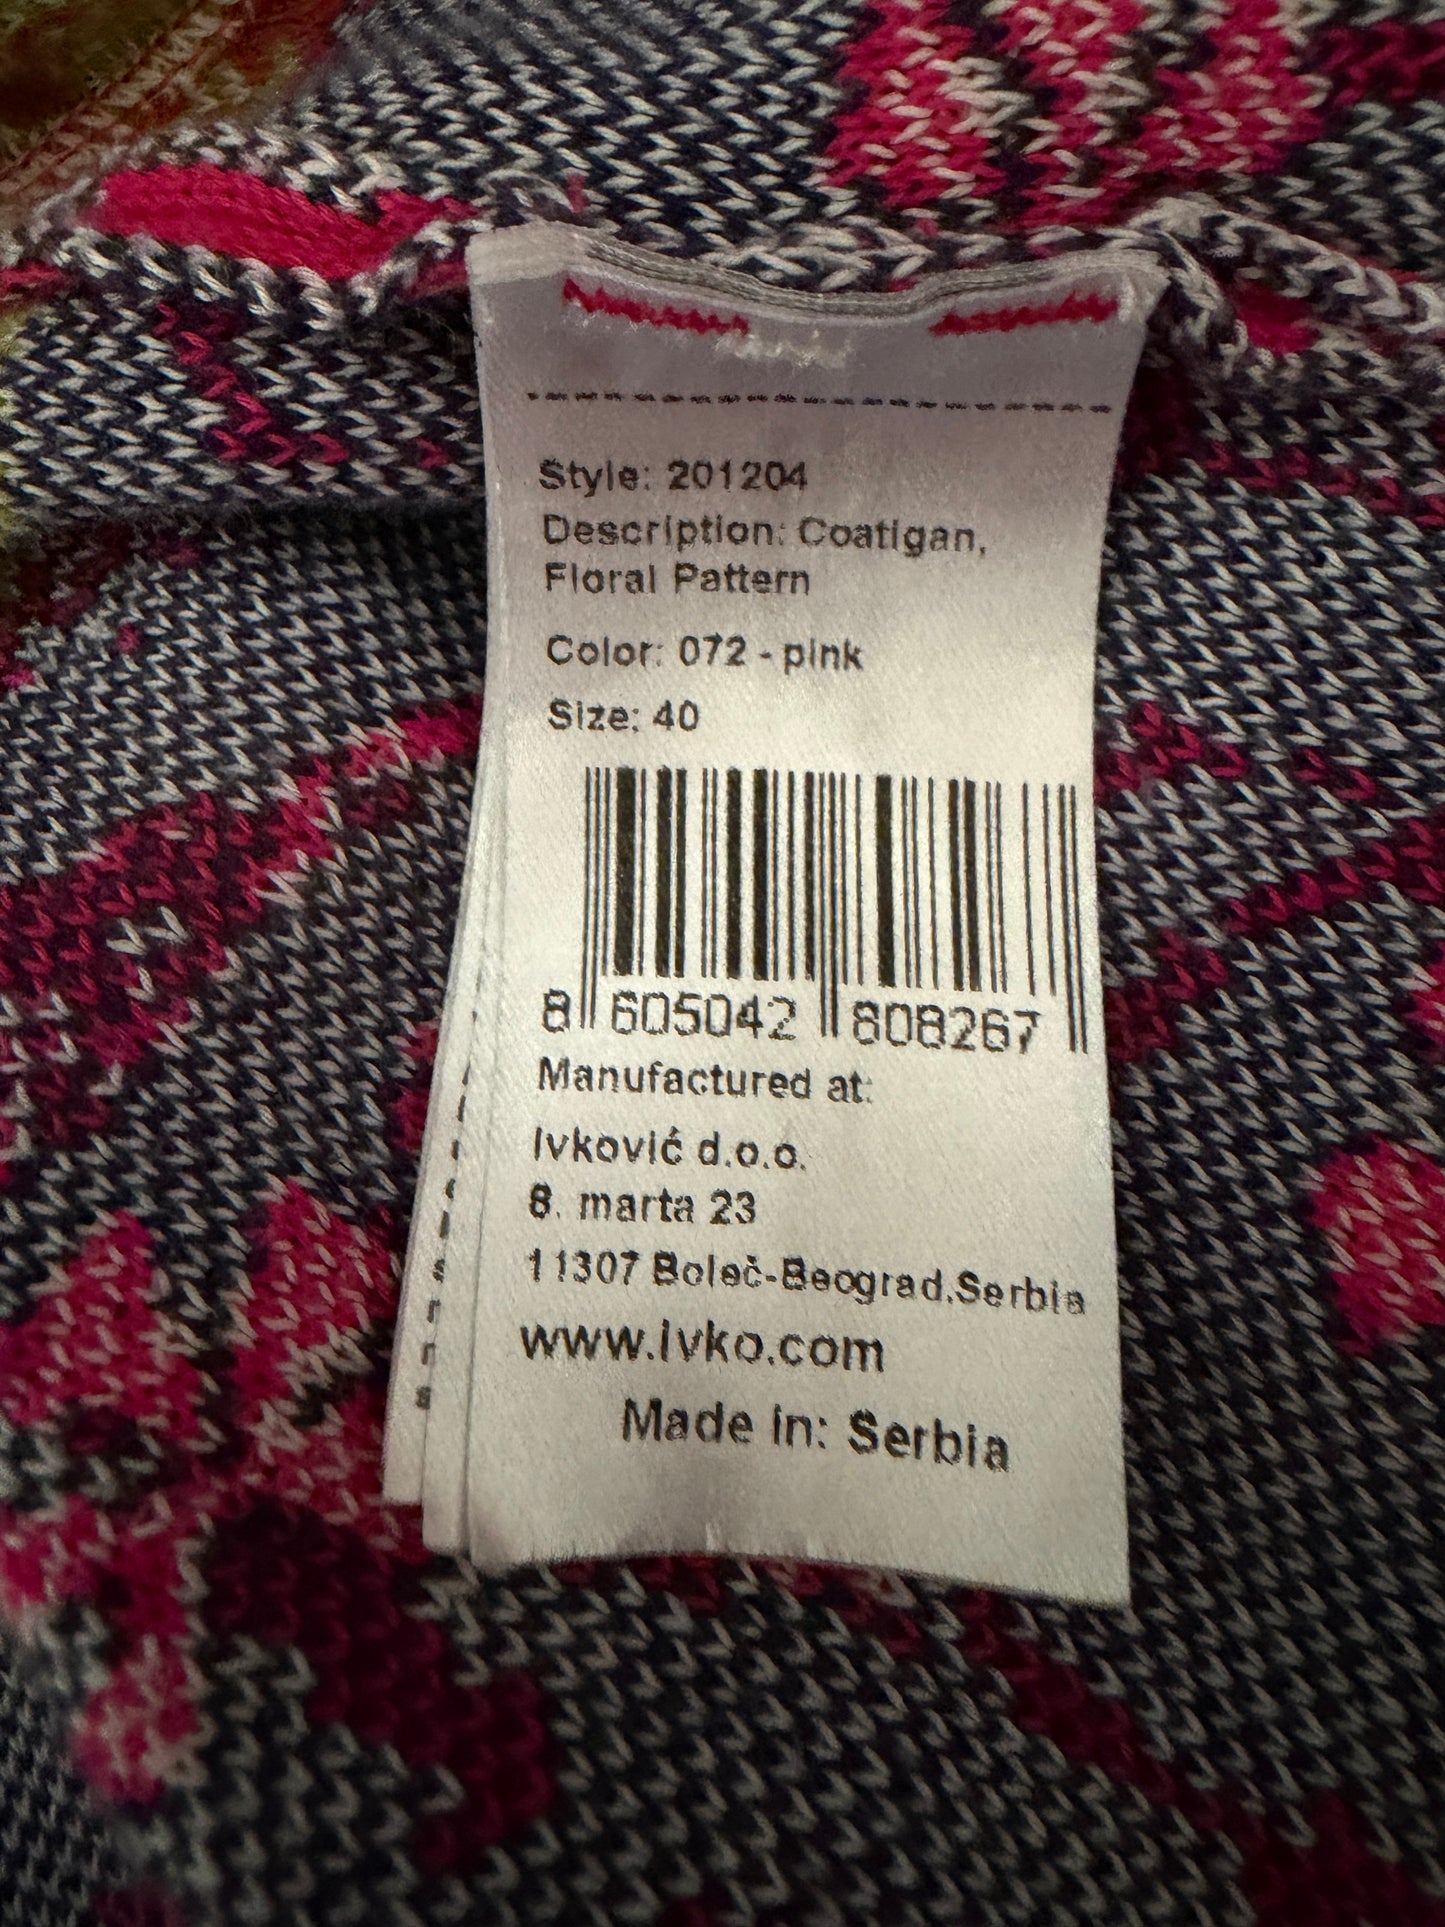 Style: 201204
Description: Coatigan,
Floral Pattern
Color: 072 - pink
Size: 40
8 605042 808267
Manufactured at:
Ivković d.o.o.
8. marta 23
11307 Boleč-Beograd,Serbia
www.ivko.com
Made in: Serbia